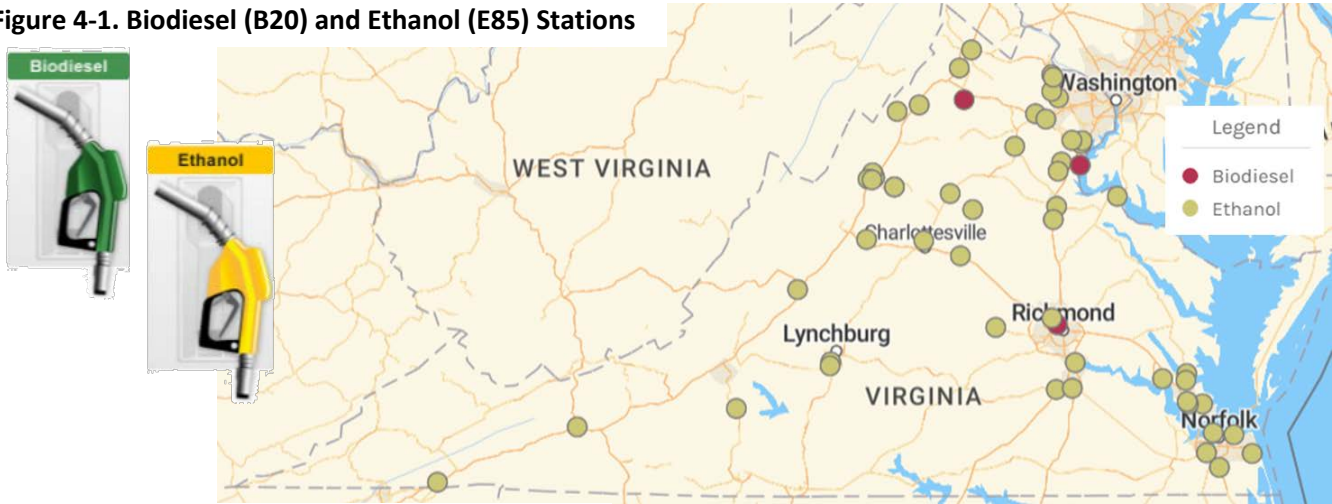 Figure 4-1. Biodiesel (B20) and Ethanol (E85) Stations
Biodiesel
Ethanol
Washington
WEST VIRGINIA
Legend
Biodiesel
Ethanol
Charlottesville
Richmond
Lynchburg
VIRGINIA
Norfolk